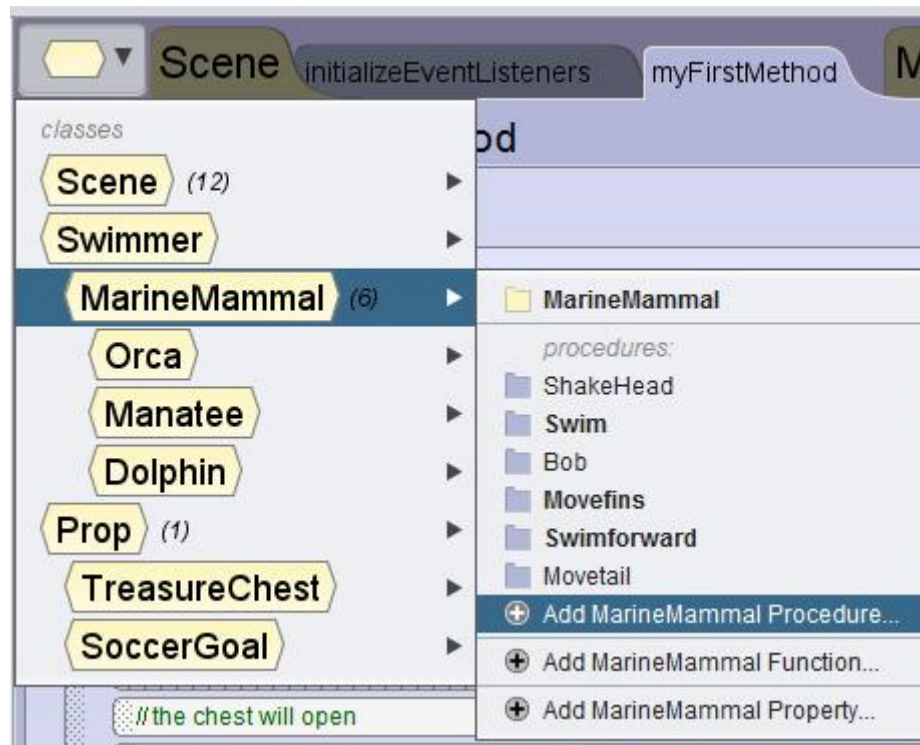 Scene initializeEventListeners myFirstMethod M
classes
od
Scene (12)
Swimmer
MarineMammal (6)
Orca
Manatee
Dolphin
Prop (1)
TreasureChest
SoccerGoal
MarineMammal
procedures:
ShakeHead
Swim
Bob
Movefins
Swimforward
Movetail
Add MarineMammal Procedure...
Add MarineMammal Function...
Add MarineMammal Property...
//the chest will open